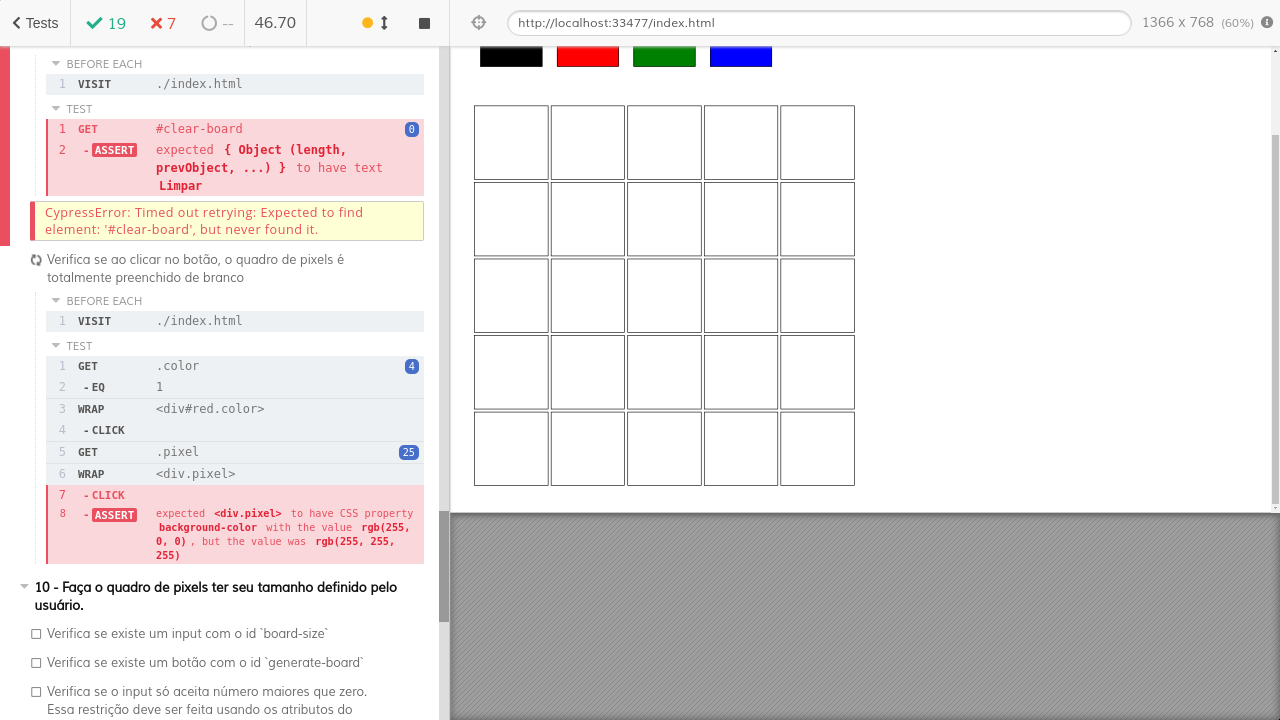 Tests
19
7
--
46.70
http://localhost:33477/index.html
1366 x 768 (60%)
BEFORE EACH
1 VISIT ./index.html
TEST
1 GET #clear-board 0
2 - ASSERT expected { Object (length,
prevObject, ...) } to have text
Limpar
CypressError: Timed out retrying: Expected to find
element: '#clear-board', but never found it.
Verifica se ao clicar no botão, o quadro de pixels é
totalmente preenchido de branco
BEFORE EACH
1 VISIT ./index.html
TEST
1 GET .color 4
2 - EQ 1
3 WRAP <div#red.color>
4 - CLICK
5 GET .pixel 25
6 WRAP <div.pixel>
7 - CLICK
8 - ASSERT expected <div.pixel> to have CSS property
background-color with the value rgb(255,
0, 0) , but the value was rgb(255, 255,
255)
10 - Faça o quadro de pixels ter seu tamanho definido pelo
usuário.
Verifica se existe um input com o id `board-size`
Verifica se existe um botão com o id `generate-board`
Verifica se o input só aceita número maiores que zero.
Essa restrição deve ser feita usando os atributos do